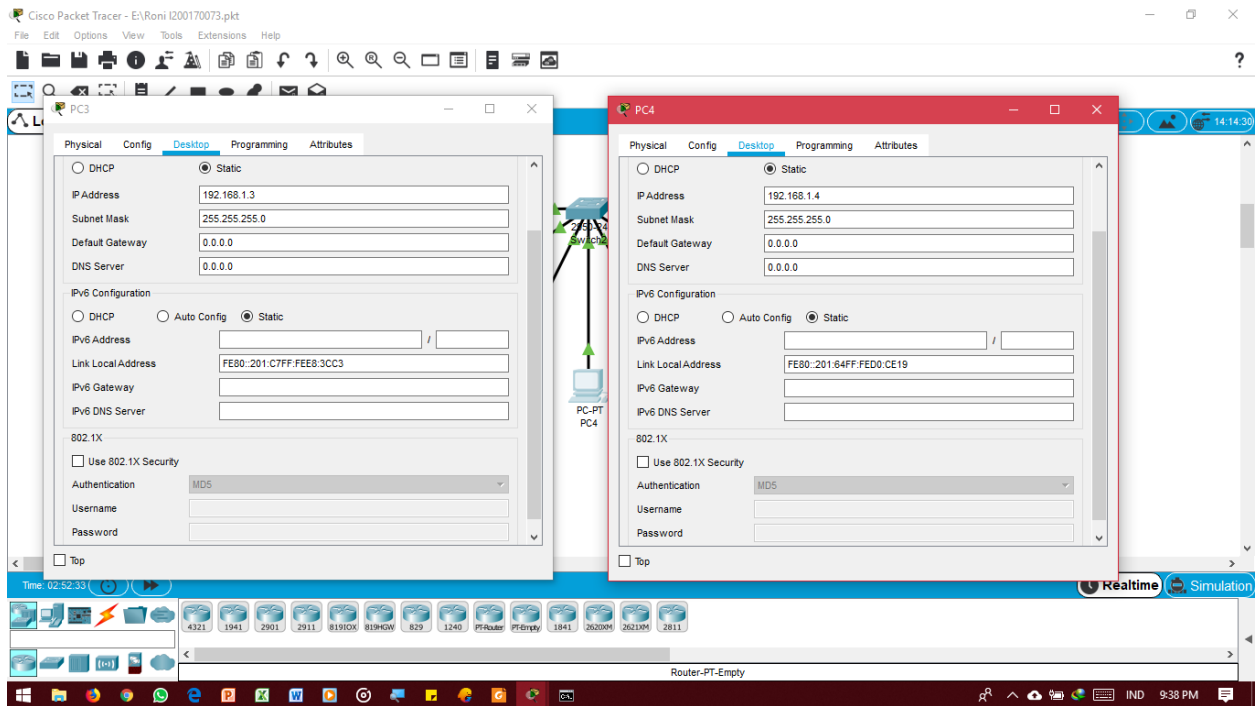 Cisco Packet Tracer - E:\Roni l200170073.pkt
File Edit Options View Tools Extensions Help
?
PC3
Physical Config Desktop Programming Attributes
DHCP Static
IP Address 192.168.1.3
Subnet Mask 255.255.255.0
Default Gateway 0.0.0.0
DNS Server 0.0.0.0
IPv6 Configuration
DHCP Auto Config Static
IPv6 Address /
Link Local Address FE80::201:C7FF:FEE8:3CC3
IPv6 Gateway
IPv6 DNS Server
802.1X
Use 802.1X Security
Authentication MD5
Username
Password
Top
PC4
Physical Config Desktop Programming Attributes
DHCP Static
IP Address 192.168.1.4
Subnet Mask 255.255.255.0
Default Gateway 0.0.0.0
DNS Server 0.0.0.0
IPv6 Configuration
DHCP Auto Config Static
IPv6 Address /
Link Local Address FE80::201:64FF:FED0:CE19
IPv6 Gateway
IPv6 DNS Server
802.1X
Use 802.1X Security
Authentication MD5
Username
Password
Top
14:14:30
Switch2
PC-PT
PC4
Time: 02:52:33
Realtime Simulation
4321 1941 2901 2911 819IOX 819HGW 829 1240 PT-Router PT-Empty 1841 2620XM 2621XM 2811
Router-PT-Empty
IND 9:38 PM